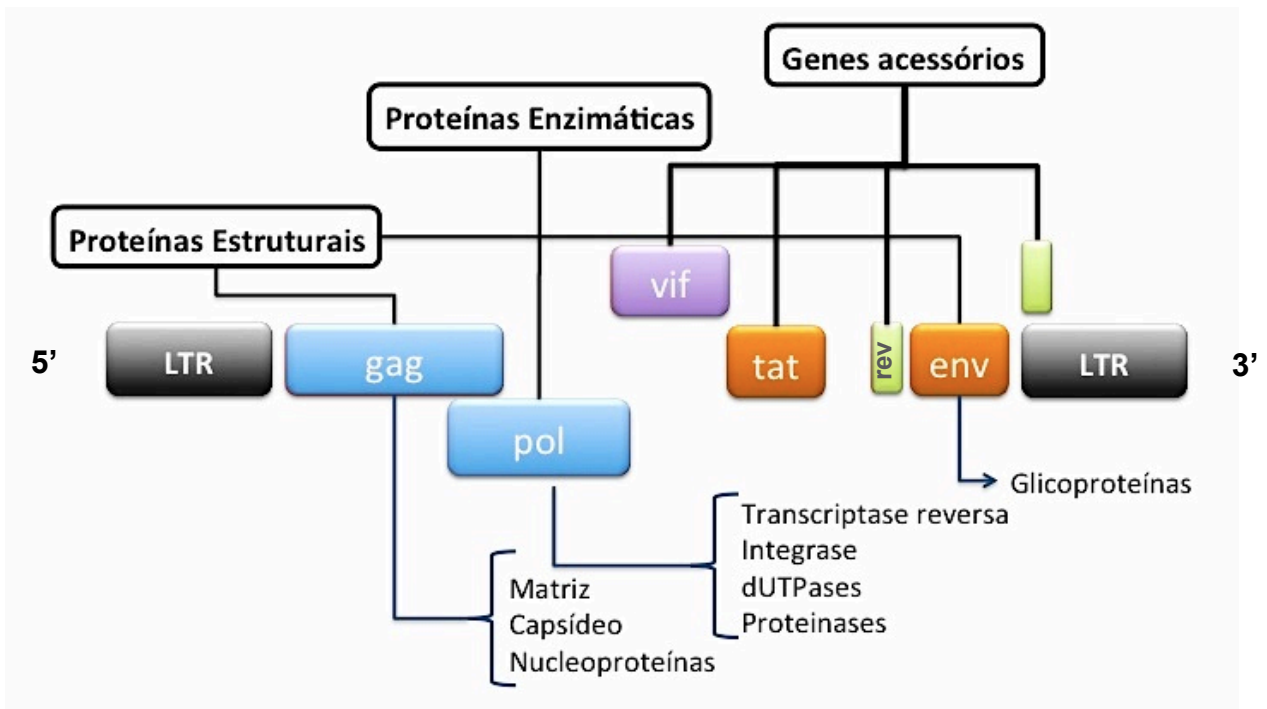 Genes acessórios
Proteínas Enzimáticas
Proteínas Estruturais
vif
5’
LTR
gag
tat
rev
env
LTR
3’
pol
Glicoproteínas
Transcriptase reversa
Integrase
dUTPases
Proteinases
Matriz
Capsídeo
Nucleoproteínas